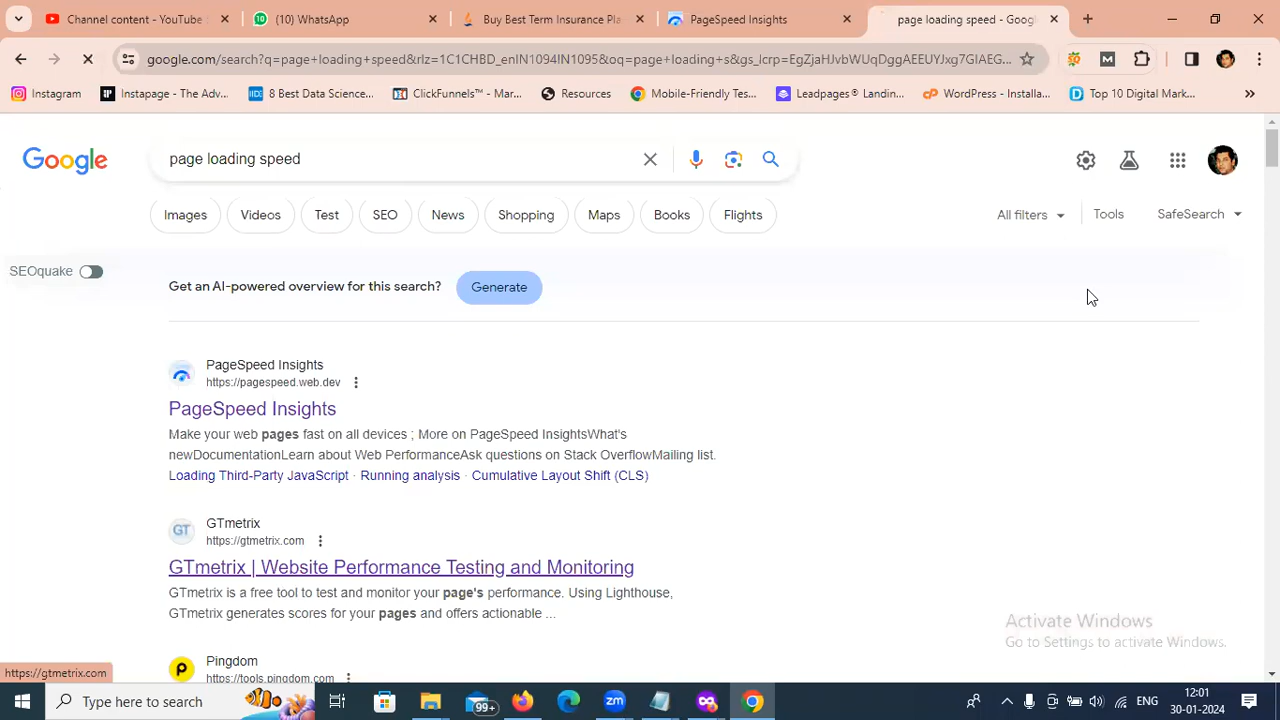 Channel content - YouTube
(10) WhatsApp
Buy Best Term Insurance Pla
PageSpeed Insights
page loading speed - Goog
google.com/search?q=page+loading+speed&rlz=1C1CHBD_enIN1094IN1095&oq=page+loading+s&gs_lcrp=EgZjaHJvbWUqDggAEEUYJxg7GIAEG...
Instagram
Instapage - The Adv...
8 Best Data Science...
ClickFunnels™ - Mar...
Resources
Mobile-Friendly Tes...
Leadpages® Landin...
WordPress - Installa...
Top 10 Digital Mark...
Google
page loading speed
Images
Videos
Test
SEO
News
Shopping
Maps
Books
Flights
All filters
Tools
SafeSearch
SEOquake
Get an AI-powered overview for this search?
Generate
PageSpeed Insights
https://pagespeed.web.dev
PageSpeed Insights
Make your web pages fast on all devices ; More on PageSpeed InsightsWhat's
newDocumentationLearn about Web PerformanceAsk questions on Stack OverflowMailing list.
Loading Third-Party JavaScript · Running analysis · Cumulative Layout Shift (CLS)
GT
GTmetrix
https://gtmetrix.com
GTmetrix | Website Performance Testing and Monitoring
GTmetrix is a free tool to test and monitor your page's performance. Using Lighthouse,
GTmetrix generates scores for your pages and offers actionable ...
Activate Windows
Go to Settings to activate Windows.
Pingdom
https://tools.pingdom.com
https://gtmetrix.com
Type here to search
99+
zm
ENG
12:01
30-01-2024